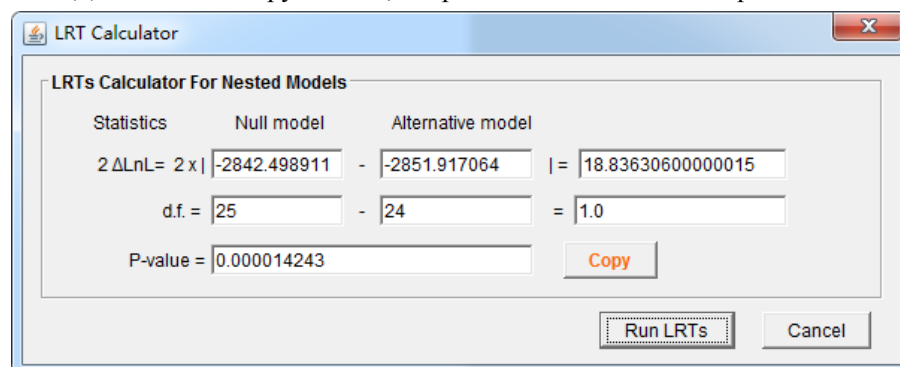 LRT Calculator
LRTs Calculator For Nested Models
Statistics Null model Alternative model
2 ΔLnL= 2 x | -2842.498911 - -2851.917064 | = 18.83630600000015
d.f. = 25 - 24 = 1.0
P-value = 0.000014243 Copy
Run LRTs Cancel